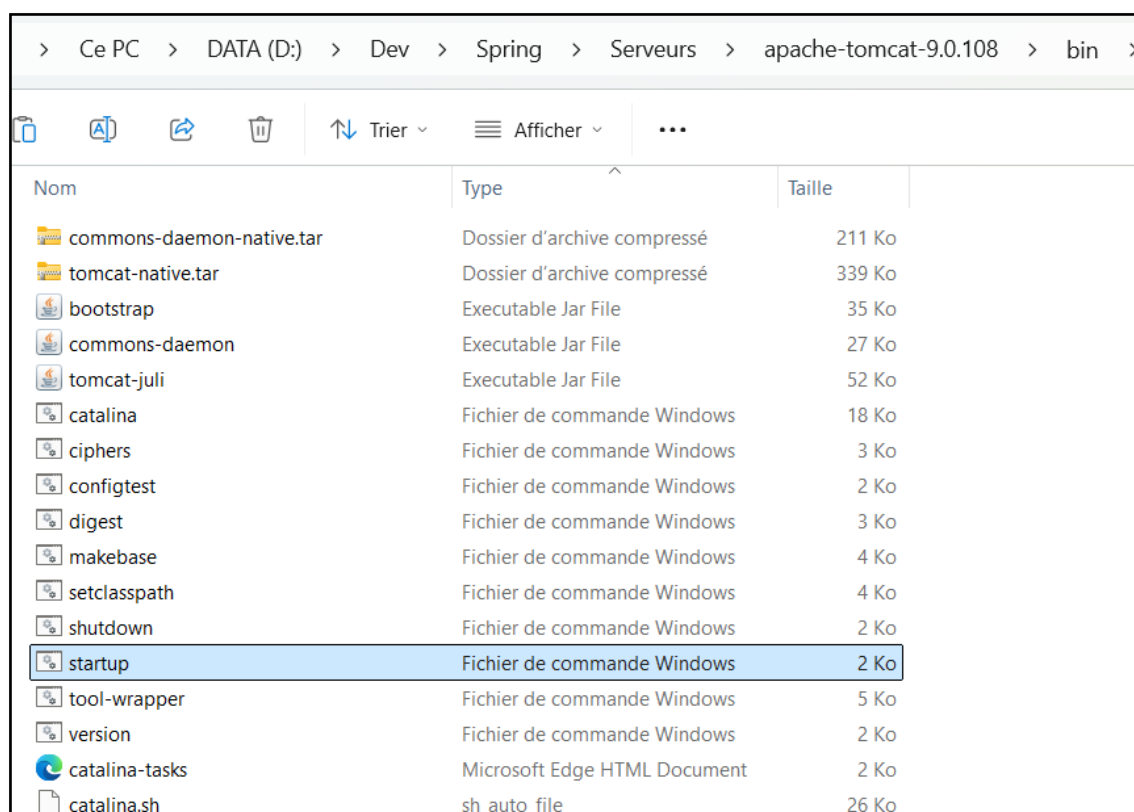 > Ce PC > DATA (D:) > Dev > Spring > Serveurs > apache-tomcat-9.0.108 > bin >
Trier Afficher ...
Nom Type Taille
commons-daemon-native.tar Dossier d'archive compressé 211 Ko
tomcat-native.tar Dossier d'archive compressé 339 Ko
bootstrap Executable Jar File 35 Ko
commons-daemon Executable Jar File 27 Ko
tomcat-juli Executable Jar File 52 Ko
catalina Fichier de commande Windows 18 Ko
ciphers Fichier de commande Windows 3 Ko
configtest Fichier de commande Windows 2 Ko
digest Fichier de commande Windows 3 Ko
makebase Fichier de commande Windows 4 Ko
setclasspath Fichier de commande Windows 4 Ko
shutdown Fichier de commande Windows 2 Ko
startup Fichier de commande Windows 2 Ko
tool-wrapper Fichier de commande Windows 5 Ko
version Fichier de commande Windows 2 Ko
catalina-tasks Microsoft Edge HTML Document 2 Ko
catalina.sh sh_auto_file 26 Ko